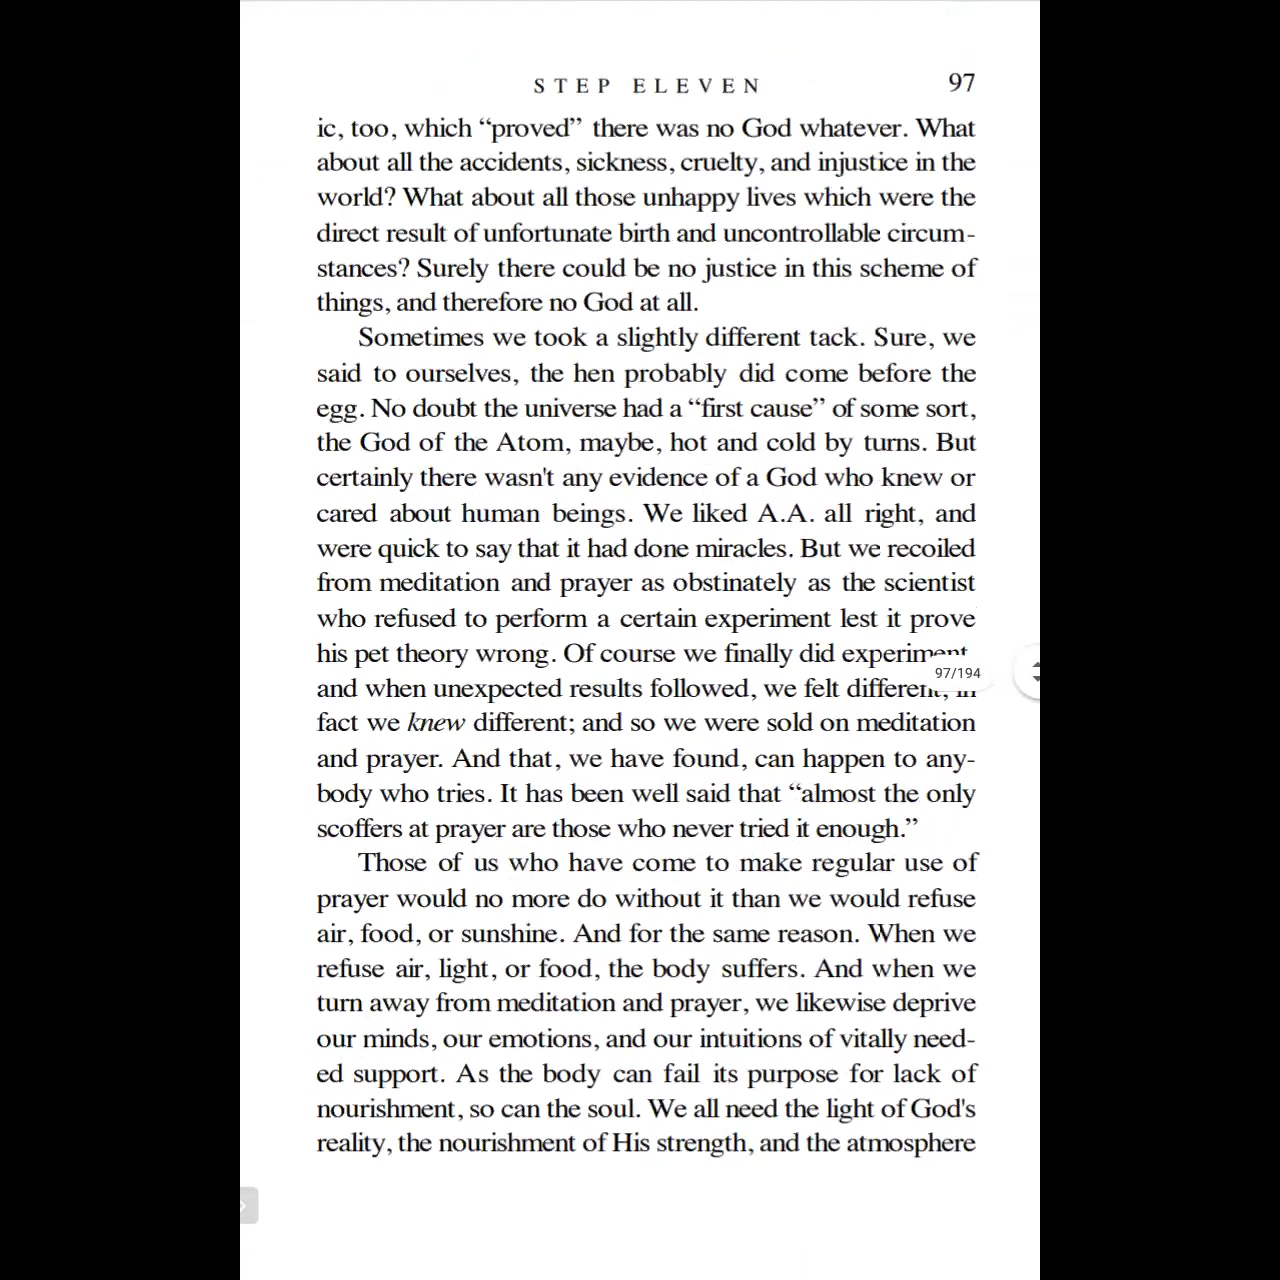 STEP ELEVEN 97
ic, too, which “proved” there was no God whatever. What
about all the accidents, sickness, cruelty, and injustice in the
world? What about all those unhappy lives which were the
direct result of unfortunate birth and uncontrollable circum-
stances? Surely there could be no justice in this scheme of
things, and therefore no God at all.
Sometimes we took a slightly different tack. Sure, we
said to ourselves, the hen probably did come before the
egg. No doubt the universe had a “first cause” of some sort,
the God of the Atom, maybe, hot and cold by turns. But
certainly there wasn't any evidence of a God who knew or
cared about human beings. We liked A.A. all right, and
were quick to say that it had done miracles. But we recoiled
from meditation and prayer as obstinately as the scientist
who refused to perform a certain experiment lest it prove
his pet theory wrong. Of course we finally did experiment,
97/194
and when unexpected results followed, we felt different; in
fact we knew different; and so we were sold on meditation
and prayer. And that, we have found, can happen to any-
body who tries. It has been well said that “almost the only
scoffers at prayer are those who never tried it enough.”
Those of us who have come to make regular use of
prayer would no more do without it than we would refuse
air, food, or sunshine. And for the same reason. When we
refuse air, light, or food, the body suffers. And when we
turn away from meditation and prayer, we likewise deprive
our minds, our emotions, and our intuitions of vitally need-
ed support. As the body can fail its purpose for lack of
nourishment, so can the soul. We all need the light of God's
reality, the nourishment of His strength, and the atmosphere